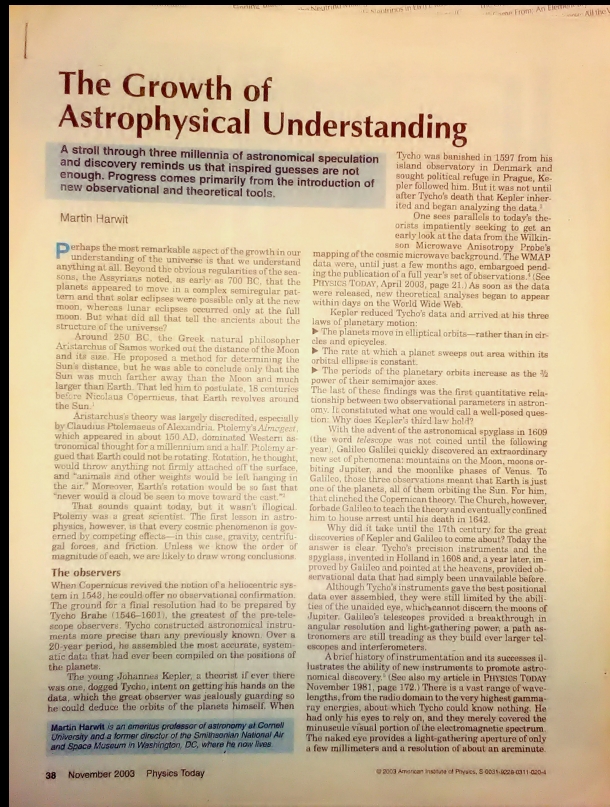 The Growth of
Astrophysical Understanding
A stroll through three millennia of astronomical speculation
and discovery reminds us that inspired guesses are not
enough. Progress comes primarily from the introduction of
new observational and theoretical tools.
Martin Harwit
Perhaps the most remarkable aspect of the growth in our
understanding of the universe is that we understand
anything at all. Beyond the obvious regularities of the sea-
sons, the Assyrians noted, as early as 700 BC, that the
planets appeared to move in a complex semiregular pat-
tern and that solar eclipses were possible only at the new
moon, whereas lunar eclipses occurred only at the full
moon. But what did all that tell the ancients about the
structure of the universe?
Around 250 BC, the Greek natural philosopher
Aristarchus of Samos worked out the distance of the Moon
and its size. He proposed a method for determining the
Sun's distance, but he was able to conclude only that the
Sun was much farther away than the Moon and much
larger than Earth. That led him to postulate, 18 centuries
before Nicolaus Copernicus, that Earth revolves around
the Sun.¹
Aristarchus's theory was largely discredited, especially
by Claudius Ptolemaeus of Alexandria. Ptolemy's Almagest,
which appeared in about 150 AD, dominated Western as-
tronomical thought for a millennium and a half. Ptolemy ar-
gued that Earth could not be rotating. Rotation, he thought,
would throw anything not firmly attached off the surface,
and "animals and other weights would be left hanging in
the air." Moreover, Earth's rotation would be so fast that
"never would a cloud be seen to move toward the east."²
That sounds quaint today, but it wasn't illogical.
Ptolemy was a great scientist. The first lesson in astro-
physics, however, is that every cosmic phenomenon is gov-
erned by competing effects—in this case, gravity, centrifu-
gal forces, and friction. Unless we know the order of
magnitude of each, we are likely to draw wrong conclusions.
The observers
When Copernicus revived the notion of a heliocentric sys-
tem in 1543, he could offer no observational confirmation.
The ground for a final resolution had to be prepared by
Tycho Brahe (1546–1601), the greatest of the pre-tele-
scope observers. Tycho constructed astronomical instru-
ments more precise than any previously known. Over a
20-year period, he assembled the most accurate, system-
atic data that had ever been compiled on the positions of
the planets.
The young Johannes Kepler, a theorist if ever there
was one, dogged Tycho, intent on getting his hands on the
data, which the great observer was jealously guarding so
he could deduce the orbits of the planets himself. When
Martin Harwit is an emeritus professor of astronomy at Cornell
University and a former director of the Smithsonian National Air
and Space Museum in Washington, DC, where he now lives.
Tycho was banished in 1597 from his
island observatory in Denmark and
sought political refuge in Prague, Ke-
pler followed him. But it was not until
after Tycho's death that Kepler inher-
ited and began analyzing the data.
One sees parallels to today's the-
orists impatiently seeking to get an
early look at the data from the Wilkin-
son Microwave Anisotropy Probe's
mapping of the cosmic microwave background. The WMAP
data were, until just a few months ago, embargoed pend-
ing the publication of a full year's set of observations. (See
PHYSICS TODAY, April 2003, page 21.) As soon as the data
were released, new theoretical analyses began to appear
within days on the World Wide Web.
Kepler reduced Tycho's data and arrived at his three
laws of planetary motion:
▶ The planets move in elliptical orbits—rather than in cir-
cles and epicycles.
▶ The rate at which a planet sweeps out area within its
orbital ellipse is constant.
▶ The periods of the planetary orbits increase as the 3/2
power of their semimajor axes.
The last of these findings was the first quantitative rela-
tionship between two observational parameters in astron-
omy. It constituted what one would call a well-posed ques-
tion: Why does Kepler's third law hold?
With the advent of the astronomical spyglass in 1609
(the word telescope was not coined until the following
year), Galileo Galilei quickly discovered an extraordinary
new set of phenomena: mountains on the Moon, moons or-
biting Jupiter, and the moonlike phases of Venus. To
Galileo, those three observations meant that Earth is just
one of the planets, all of them orbiting the Sun. For him,
that clinched the Copernican theory. The Church, however,
forbade Galileo to teach the theory and eventually confined
him to house arrest until his death in 1642.
Why did it take until the 17th century for the great
discoveries of Kepler and Galileo to come about? Today the
answer is clear. Tycho's precision instruments and the
spyglass, invented in Holland in 1608 and, a year later, im-
proved by Galileo and pointed at the heavens, provided ob-
servational data that had simply been unavailable before.
Although Tycho's instruments gave the best positional
data ever assembled, they were still limited by the abili-
ties of the unaided eye, which cannot discern the moons of
Jupiter. Galileo's telescopes provided a breakthrough in
angular resolution and light-gathering power, a path as-
tronomers are still treading as they build ever larger tel-
escopes and interferometers.
A brief history of instrumentation and its successes il-
lustrates the ability of new instruments to promote astro-
nomical discovery. (See also my article in PHYSICS TODAY
November 1981, page 172.) There is a vast range of wave-
lengths, from the radio domain to the very highest gamma-
ray energies, about which Tycho could know nothing. He
had only his eyes to rely on, and they merely covered the
minuscule visual portion of the electromagnetic spectrum.
The naked eye provides a light-gathering aperture of only
a few millimeters and a resolution of about an arcminute.
38 November 2003 Physics Today
© 2003 American Institute of Physics, S-0031-9228-0311-020-4